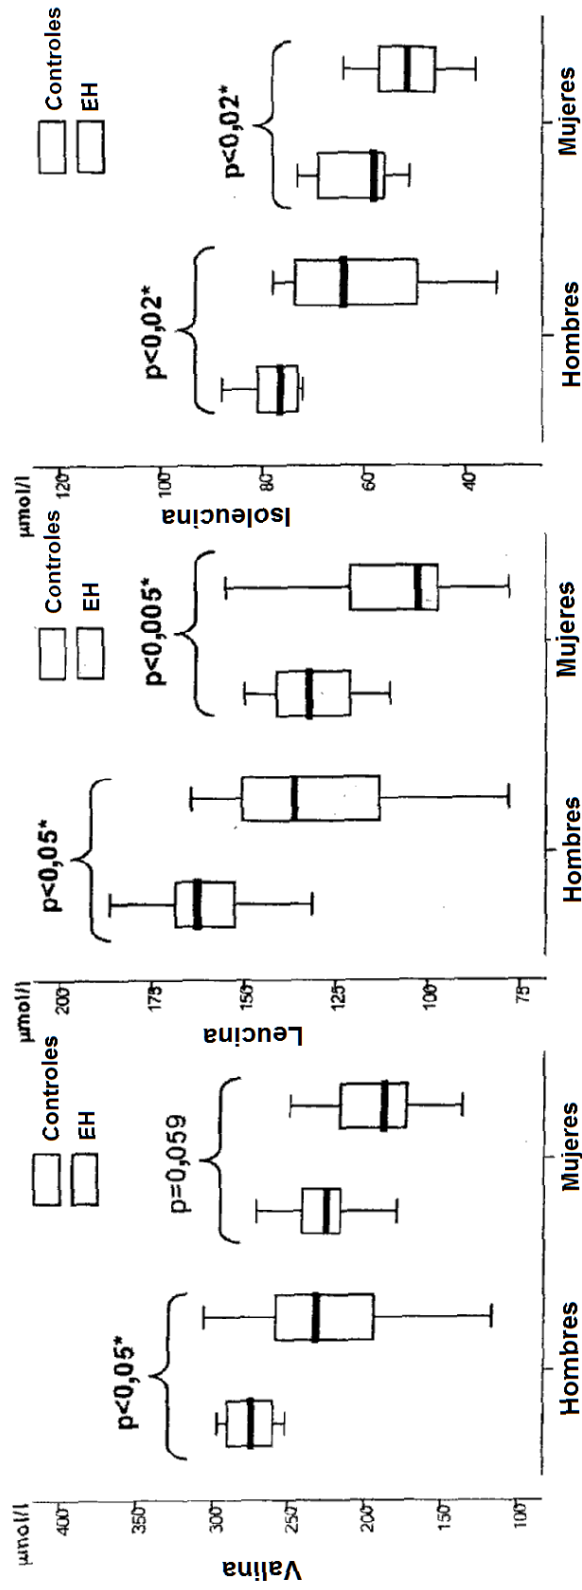 µmol/l
400
350
300
250
200
150
100
Valina
Controles
EH
p<0,05*
p=0,059
Hombres
Mujeres
µmol/l
200
175
150
125
100
75
Leucina
Controles
EH
p<0,05*
p<0,005*
Hombres
Mujeres
µmol/l
120
100
80
60
40
Isoleucina
Controles
EH
p<0,02*
p<0,02*
Hombres
Mujeres